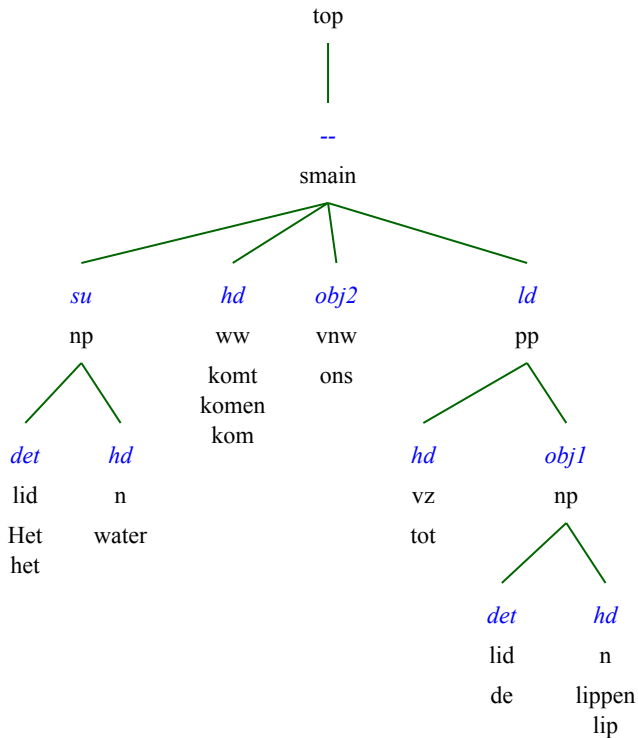 top
--
smain
su hd obj2 ld
np ww vnw pp
komt ons
komen
kom
det hd hd obj1
lid n vz np
Het water tot
het
det hd
lid n
de lippen
lip